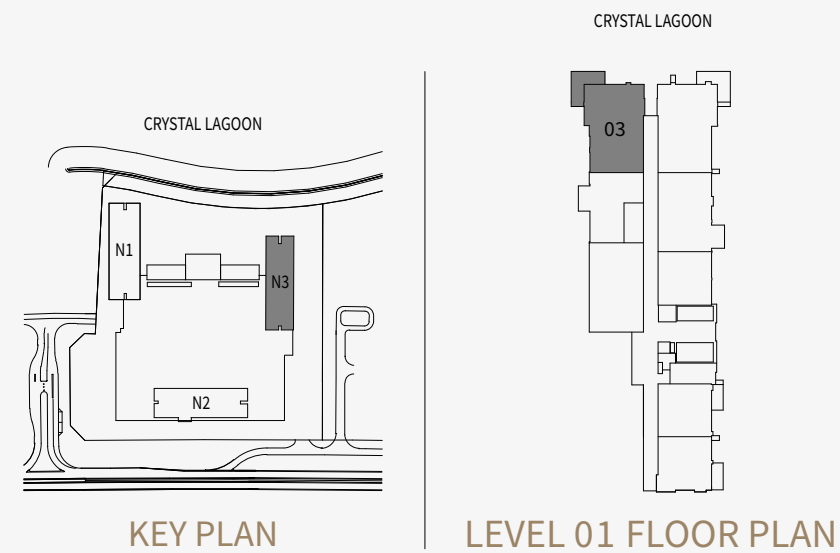 CRYSTAL LAGOON
N1
N3
N2
KEY PLAN
CRYSTAL LAGOON
03
LEVEL 01 FLOOR PLAN